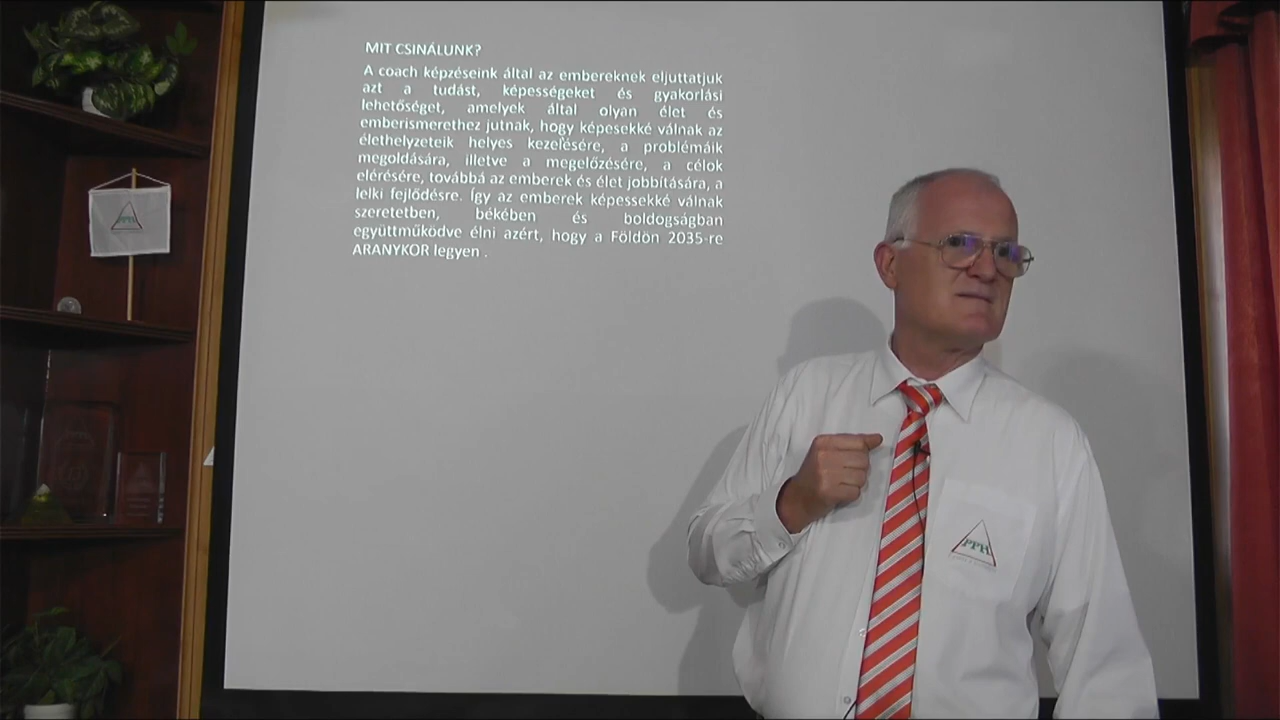 MIT CSINÁLUNK?
A coach képzéseink által az embereknek eljuttatjuk
azt a tudást, képességeket és gyakorlási
lehetőséget, amelyek által olyan élet és
emberismerethez jutnak, hogy képesekké válnak az
élethelyzeteik helyes kezelésére, a problémáik
megoldására, illetve a megelőzésére, a célok
elérésére, továbbá az emberek és élet jobbítására, a
lelki fejlődésre. Így az emberek képessekké válnak
szeretetben, békében és boldogságban
együttműködve élni azért, hogy a Földön 2035-re
ARANYKOR legyen .
PPK